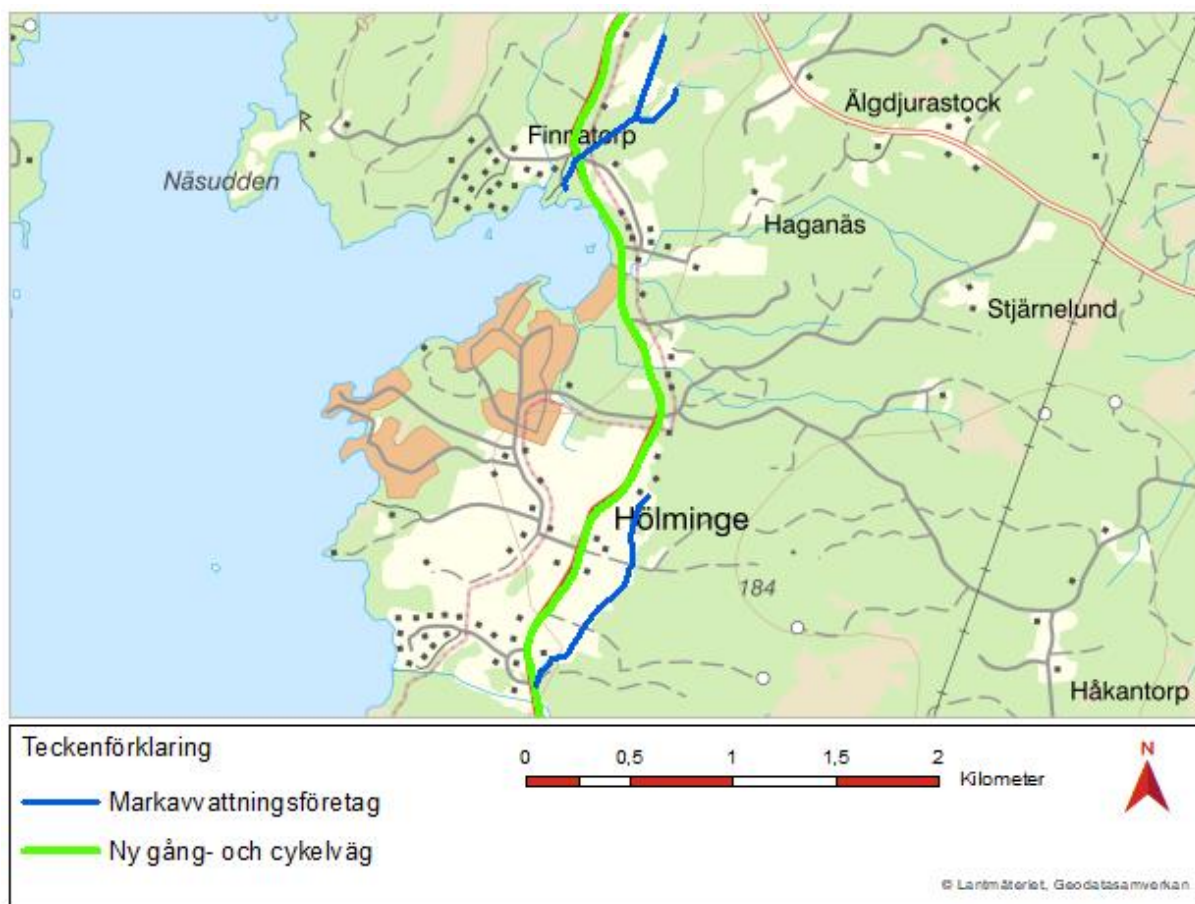 Älgdjurastock
Finnatorp
Näsudden
R
Haganäs
Stjärnelund
Hölminge
184
Håkantorp
Teckenförklaring
0 0,5 1 1,5 2
Kilometer
N
Markavvattningsföretag
Ny gång- och cykelväg
© Lantmäteriet, Geodatasamverkan